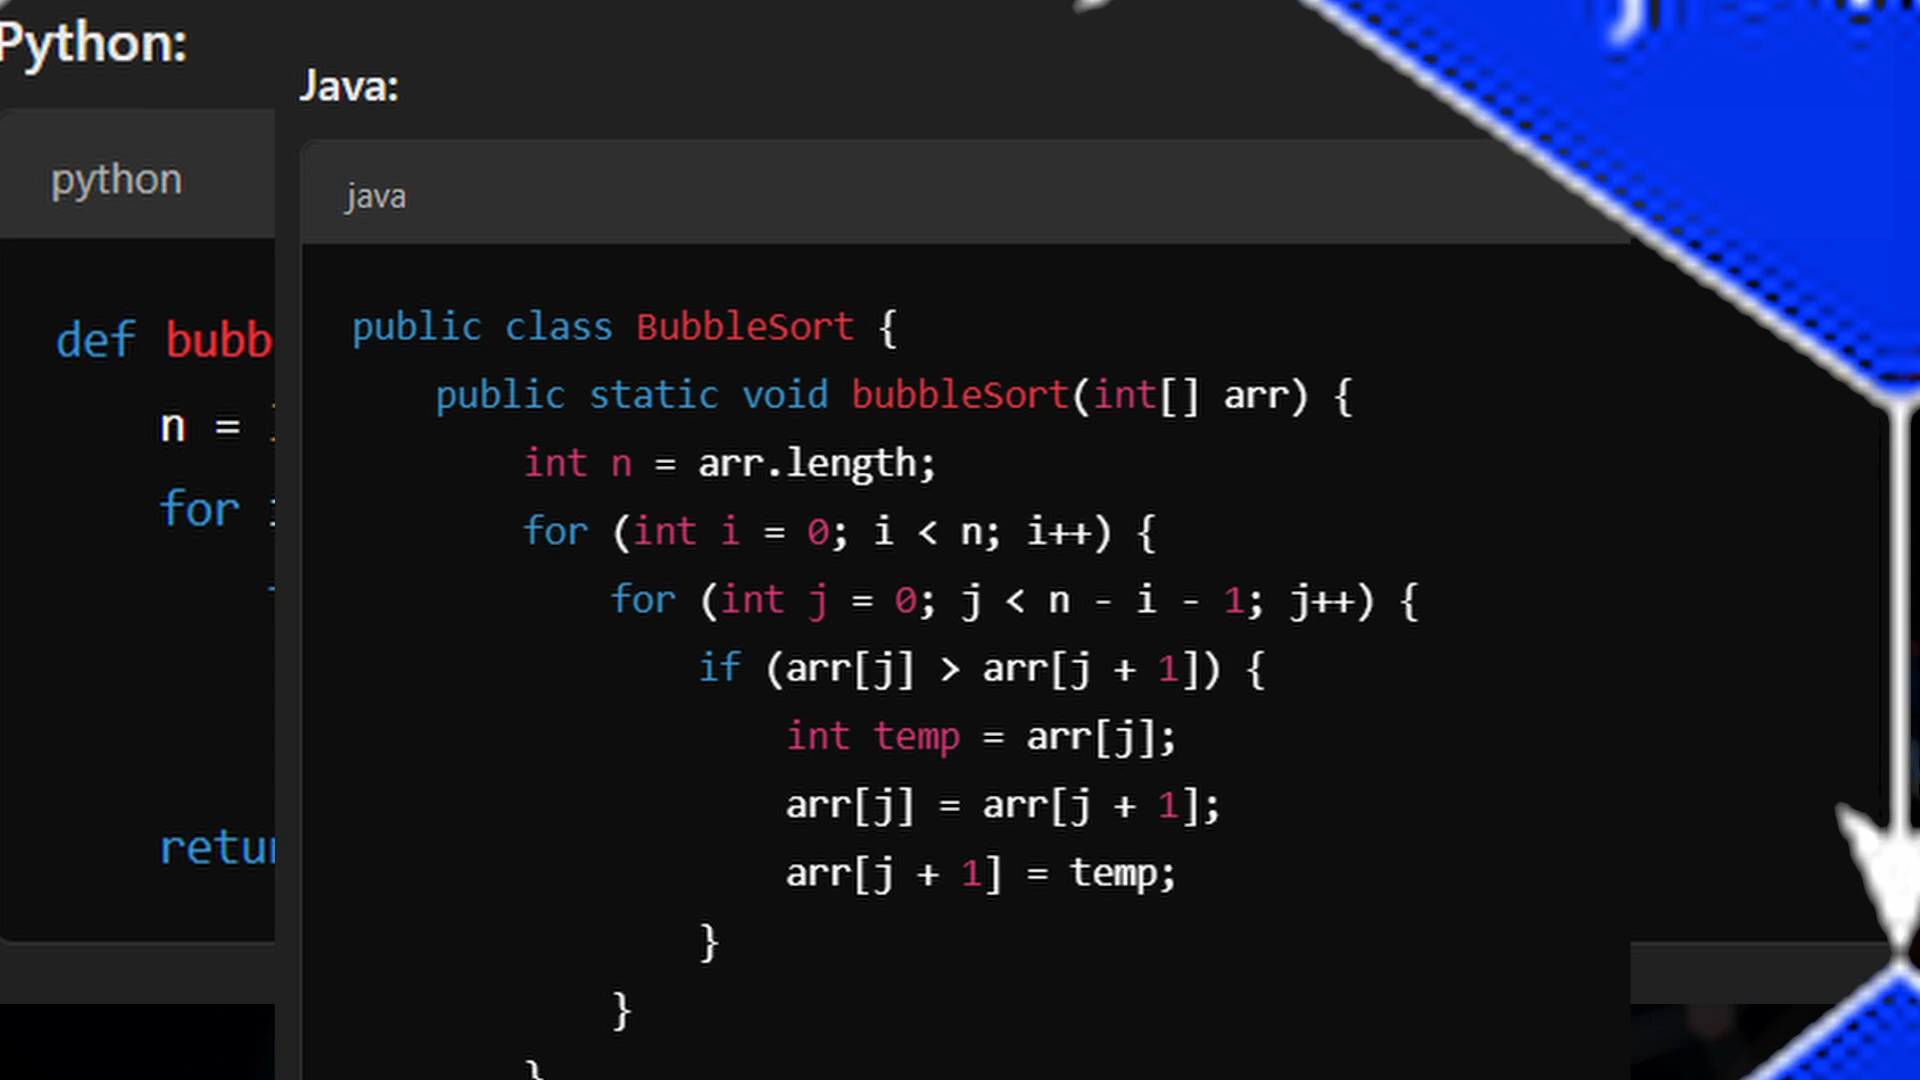 Python:
python
def bubb
n =
for
retur
Java:
java
public class BubbleSort {
public static void bubbleSort(int[] arr) {
int n = arr.length;
for (int i = 0; i < n; i++) {
for (int j = 0; j < n - i - 1; j++) {
if (arr[j] > arr[j + 1]) {
int temp = arr[j];
arr[j] = arr[j + 1];
arr[j + 1] = temp;
}
}
}